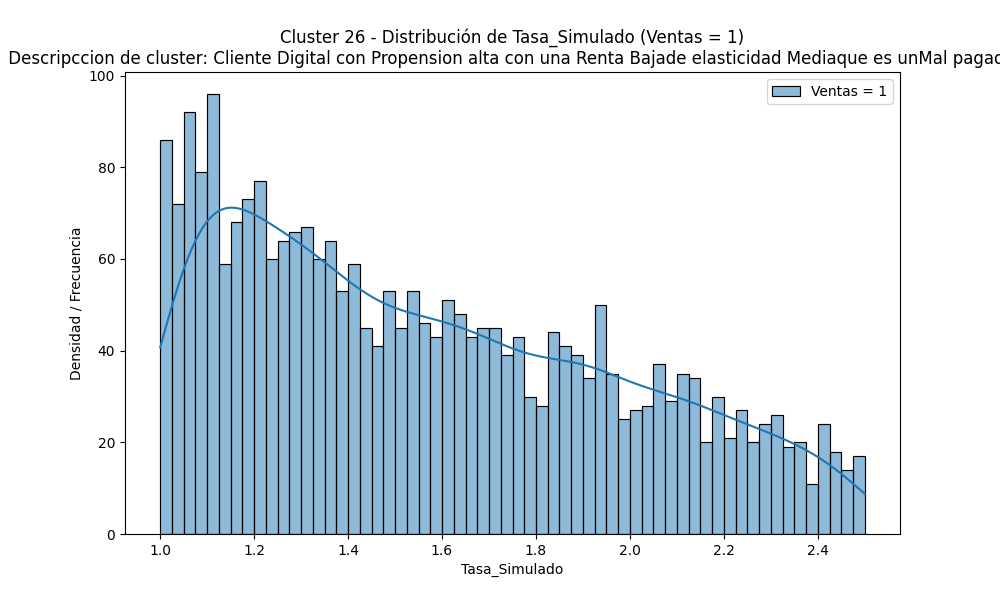 Cluster 26 - Distribución de Tasa_Simulado (Ventas = 1)
Descripccion de cluster: Cliente Digital con Propension alta con una Renta Bajade elasticidad Mediaque es unMal pagad
Ventas = 1
100
80
60
40
20
0
Densidad / Frecuencia
1.0 1.2 1.4 1.6 1.8 2.0 2.2 2.4
Tasa_Simulado